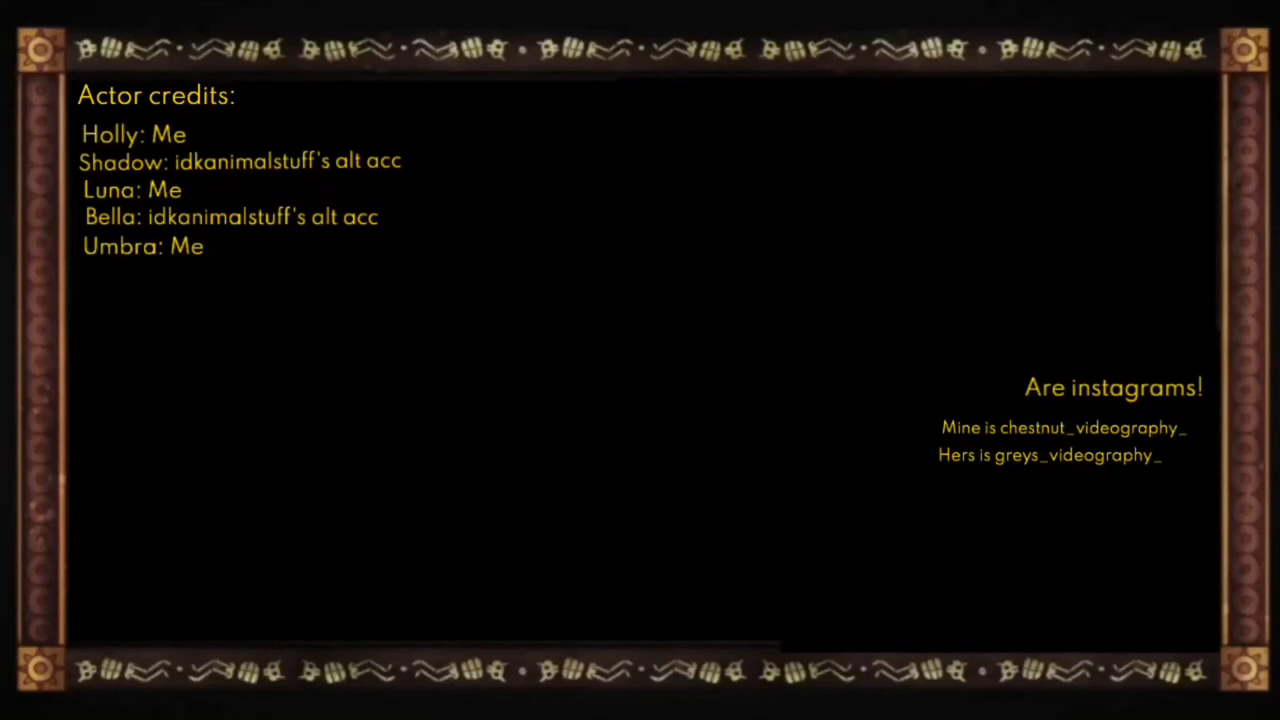 Actor credits:
Holly: Me
Shadow: idkanimalstuff's alt acc
Luna: Me
Bella: idkanimalstuff's alt acc
Umbra: Me
Are instagrams!
Mine is chestnut_videography_
Hers is greys_videography_